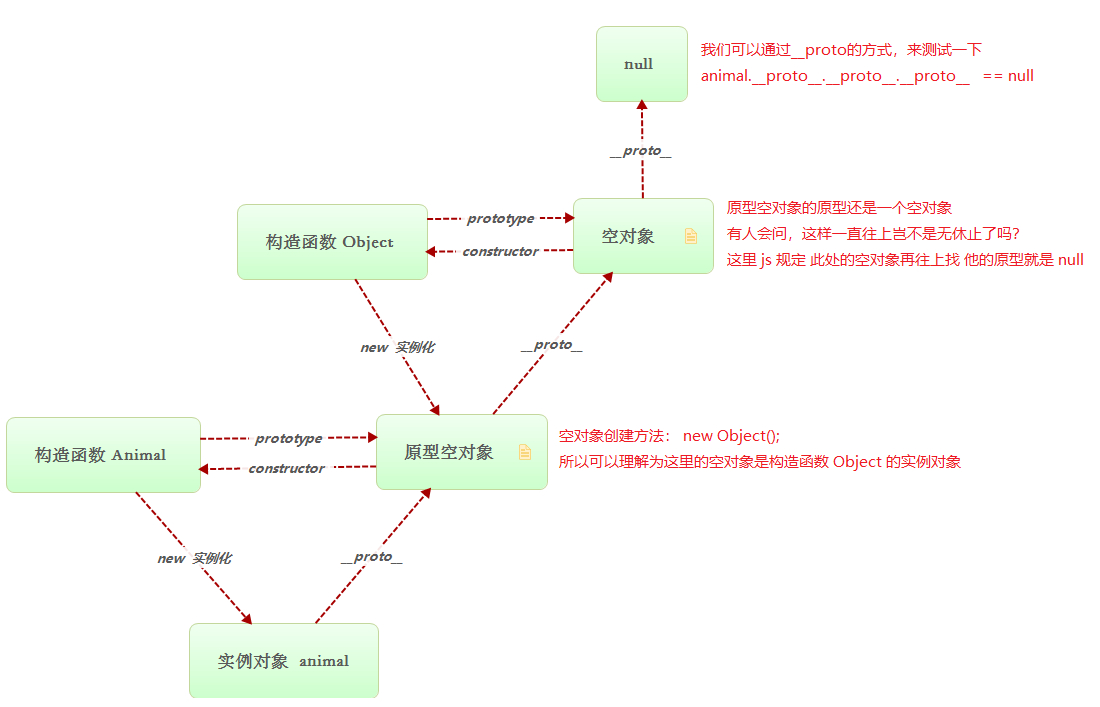 null
我们可以通过__proto的方式，来测试一下
animal.__proto__.__proto__.__proto__ == null
__proto__
构造函数 Object
prototype
constructor
空对象
原型空对象的原型还是一个空对象
有人会问，这样一直往上岂不是无休止了吗?
这里 js 规定 此处的空对象再往上找 他的原型就是 null
new 实例化
__proto__
构造函数 Animal
prototype
constructor
原型空对象
空对象创建方法： new Object();
所以可以理解为这里的空对象是构造函数 Object 的实例对象
new 实例化
__proto__
实例对象 animal